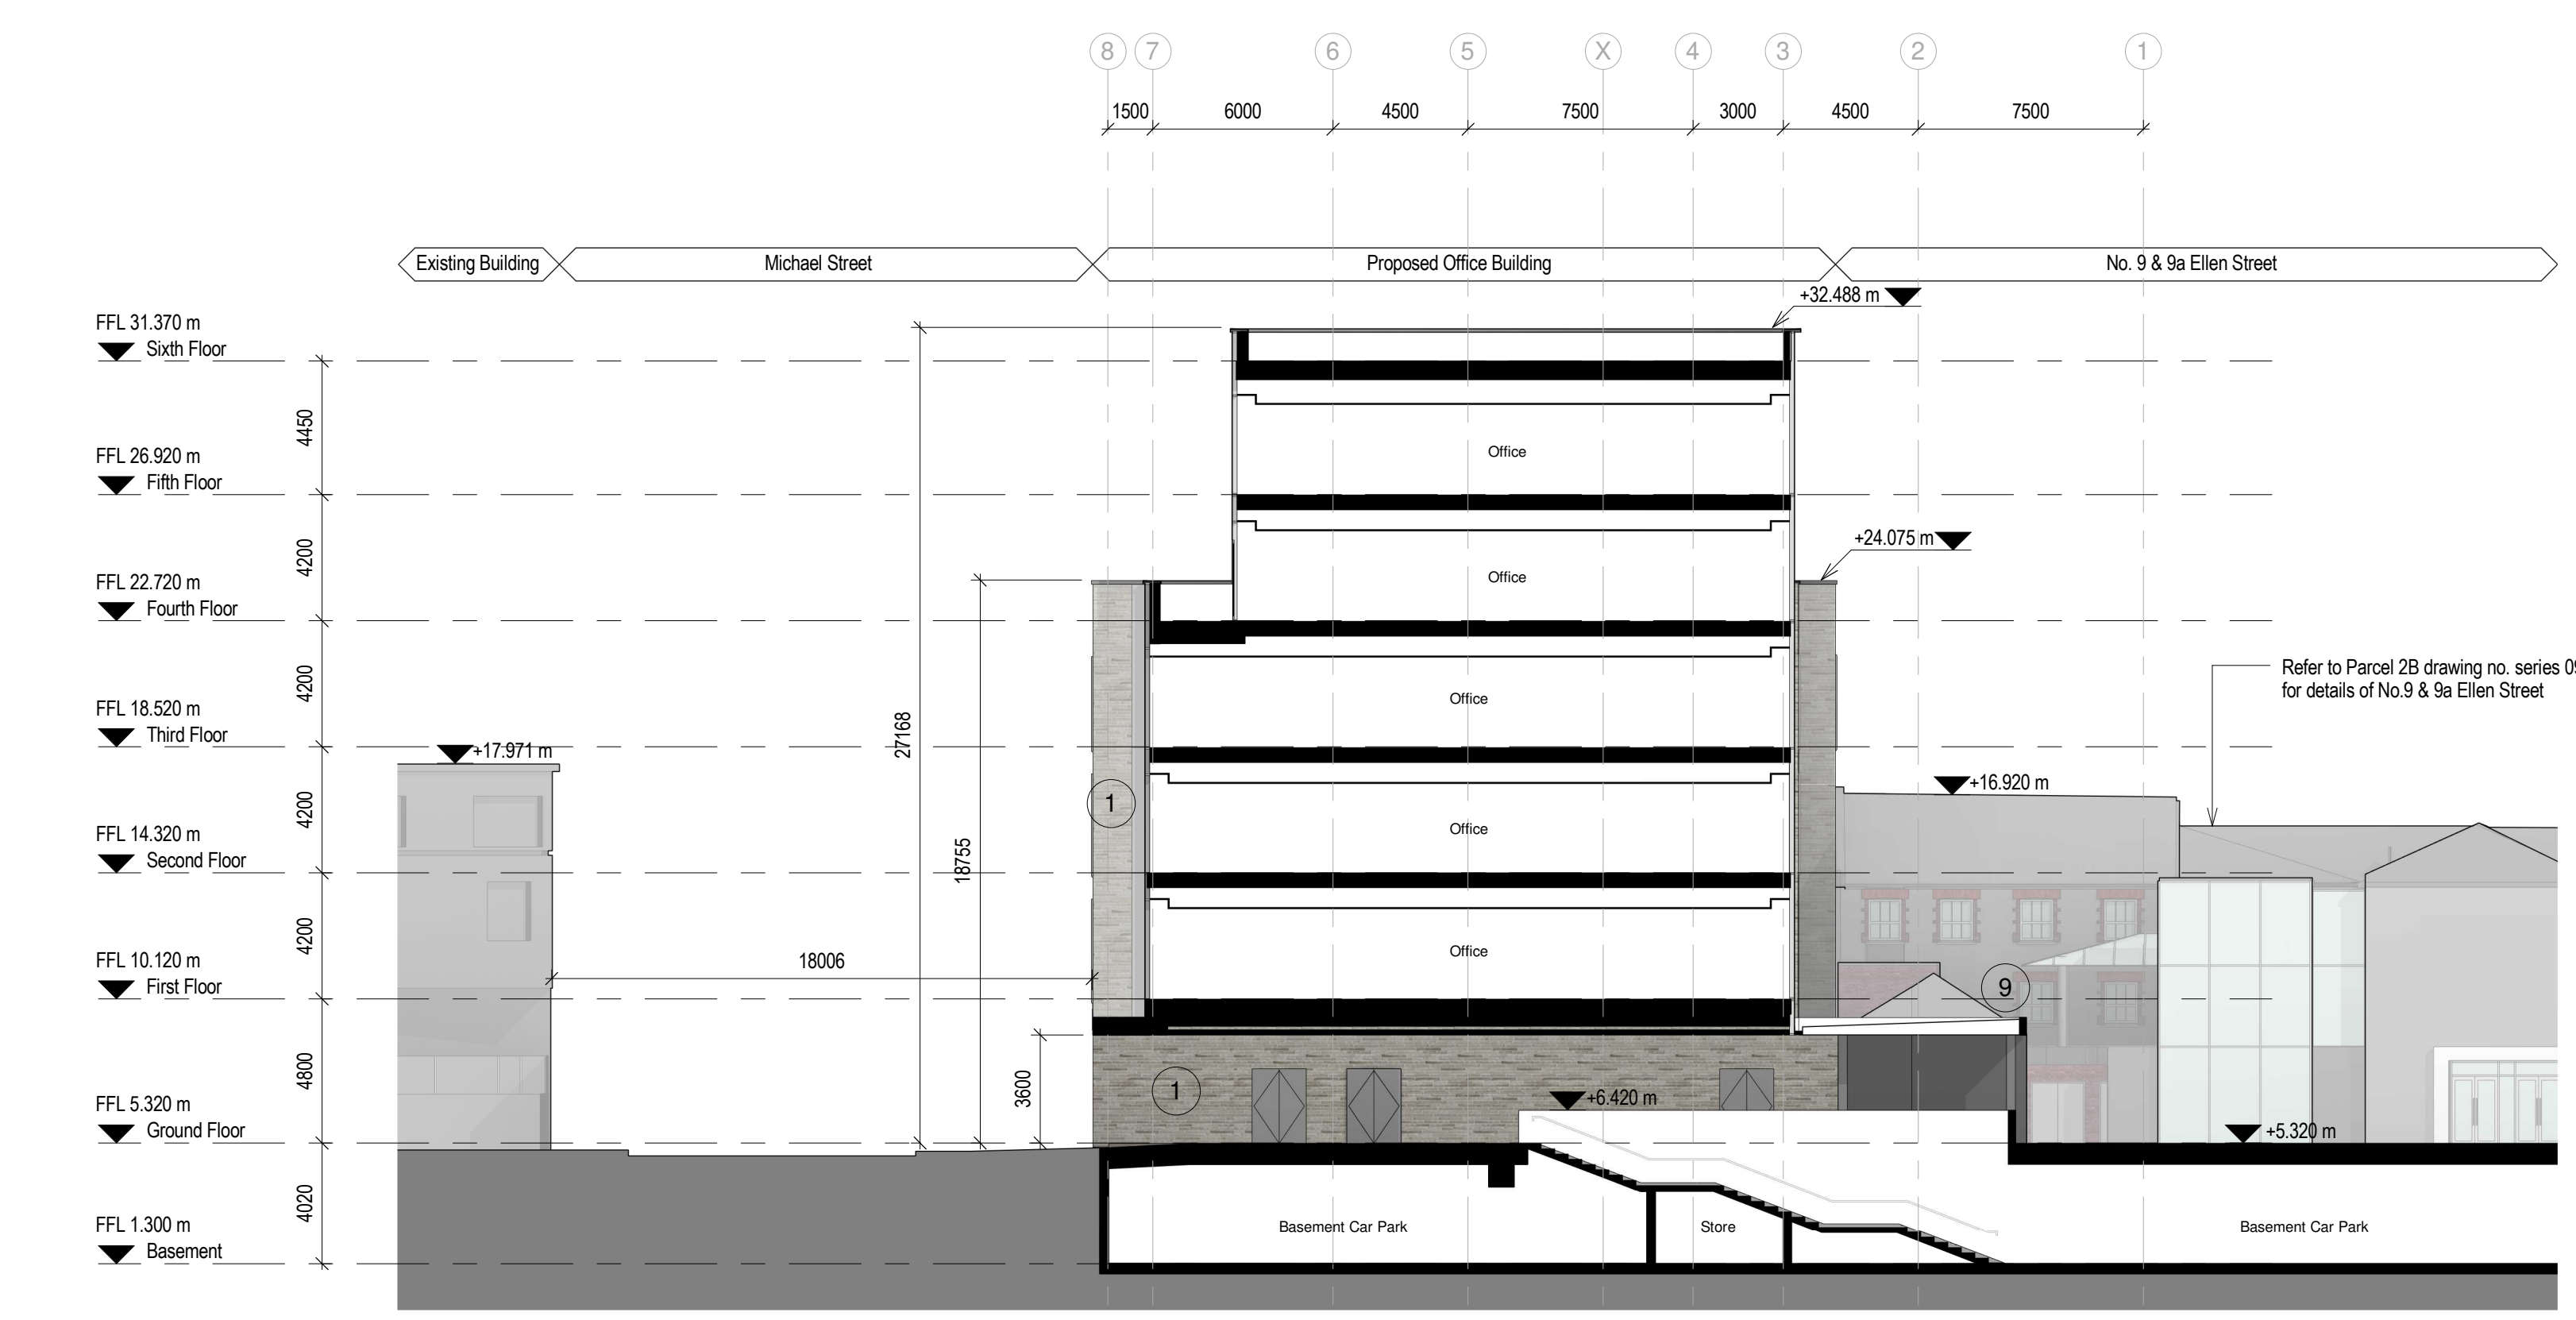 8 7 6 5 X 4 3 2 1
1500 6000 4500 7500 3000 4500 7500
Existing Building Michael Street Proposed Office Building No. 9 & 9a Ellen Street
+32.488 m
FFL 31.370 m
Sixth Floor
4450
FFL 26.920 m
Fifth Floor
Office
4200
+24.075 m
FFL 22.720 m
Fourth Floor
Office
4200
FFL 18.520 m
Third Floor
Office
Refer to Parcel 2B drawing no. series
for details of No.9 & 9a Ellen Street
27168
+17.971 m
4200
1
+16.920 m
FFL 14.320 m
Second Floor
Office
18755
4200
18006
Office
FFL 10.120 m
First Floor
9
4800
3600
1
+6.420 m
FFL 5.320 m
Ground Floor
+5.320 m
4020
FFL 1.300 m
Basement
Basement Car Park
Store
Basement Car Park